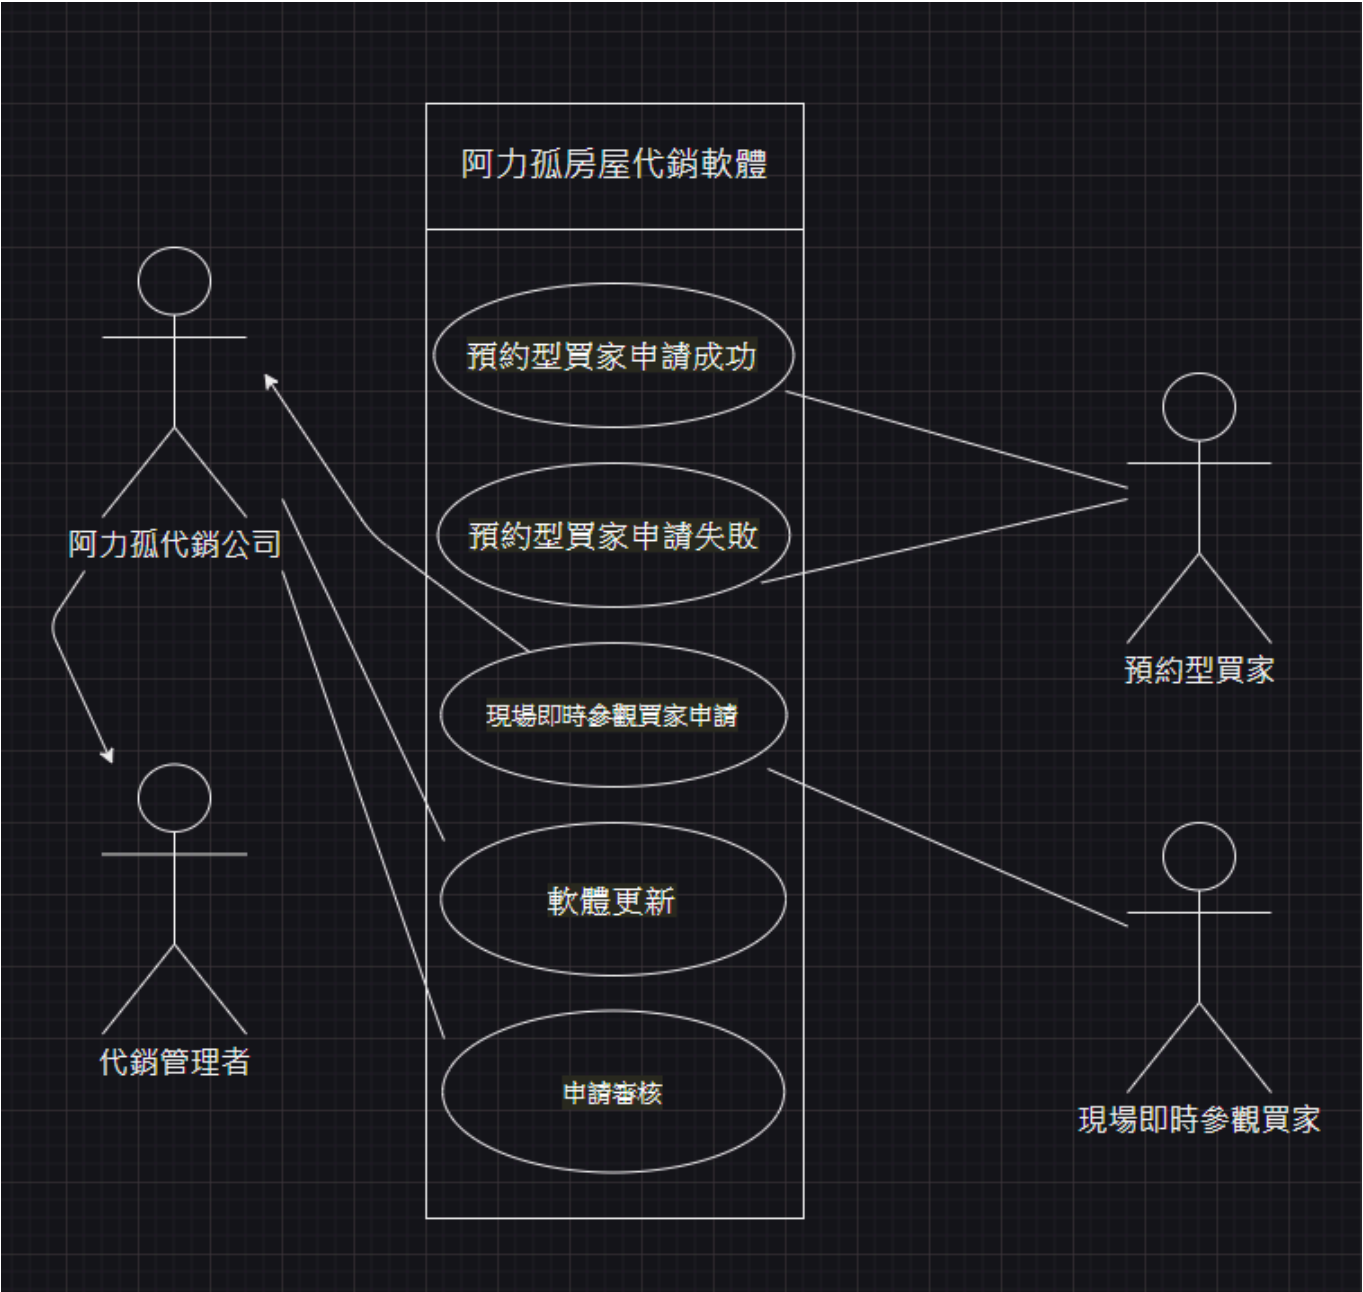 阿力孤房屋代銷軟體
預約型買家申請成功
預約型買家申請失敗
阿力孤代銷公司
預約型買家
現場即時參觀買家申請
軟體更新
代銷管理者
申請審核
現場即時參觀買家